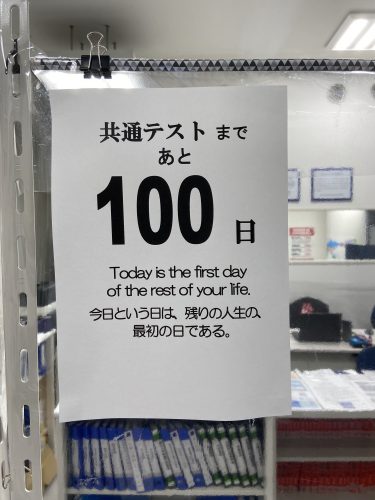 共通テスト まで
あと
100 日
Today is the first day
of the rest of your life.
今日という日は、残りの人生の、
最初の日である。